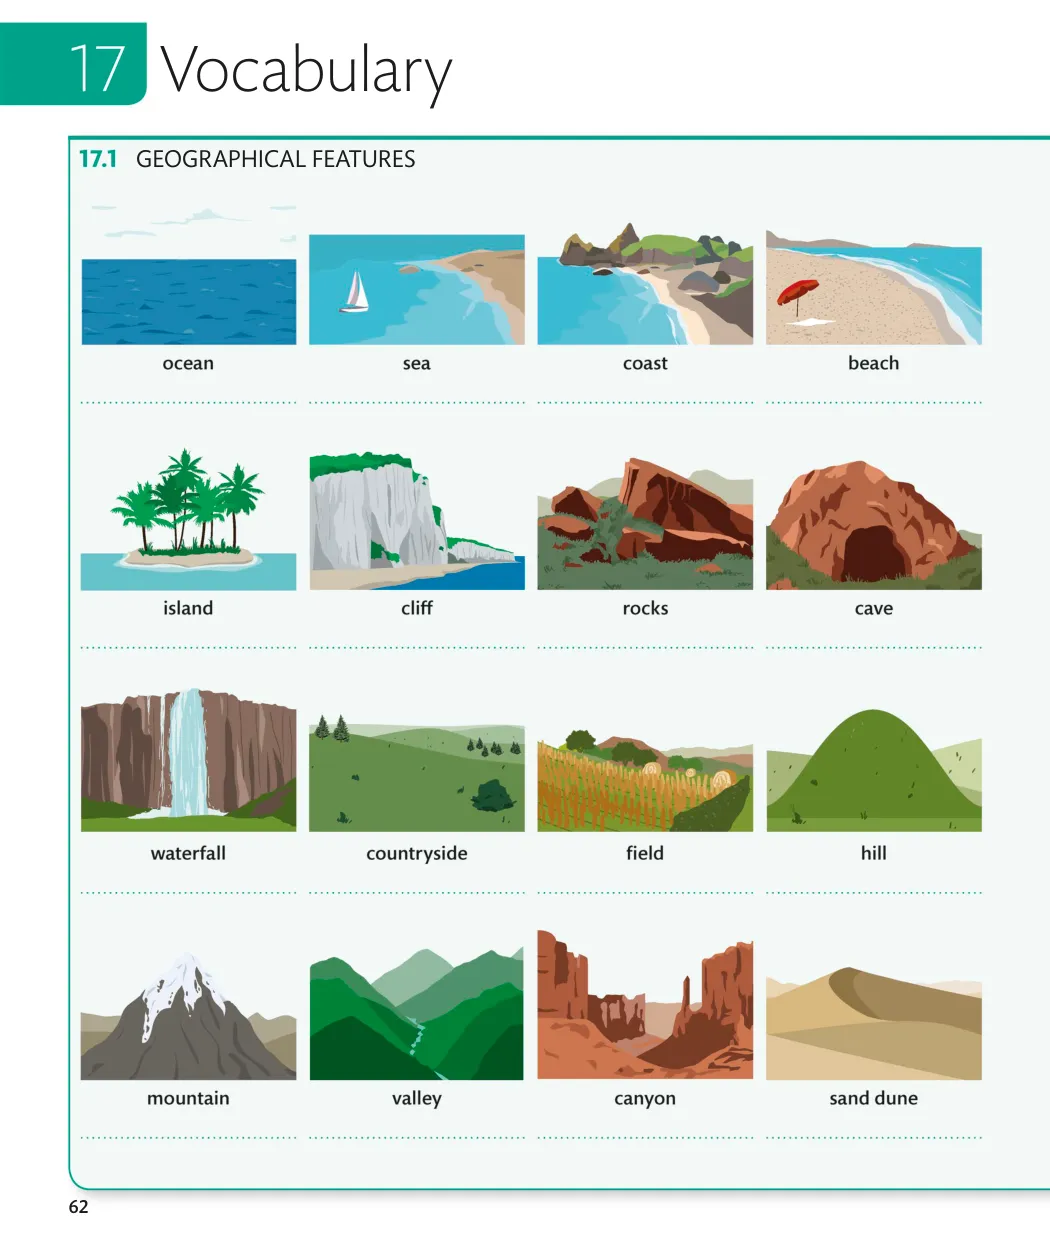 17 Vocabulary
17.1 GEOGRAPHICAL FEATURES
ocean sea coast beach
island cliff rocks cave
waterfall countryside field hill
mountain valley canyon sand dune
62